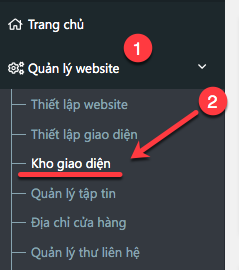 Trang chủ
1
Quản lý website
Thiết lập website
2
Thiết lập giao diện
Kho giao diện
Quản lý tập tin
Địa chỉ cửa hàng
Quản lý thư liên hệ